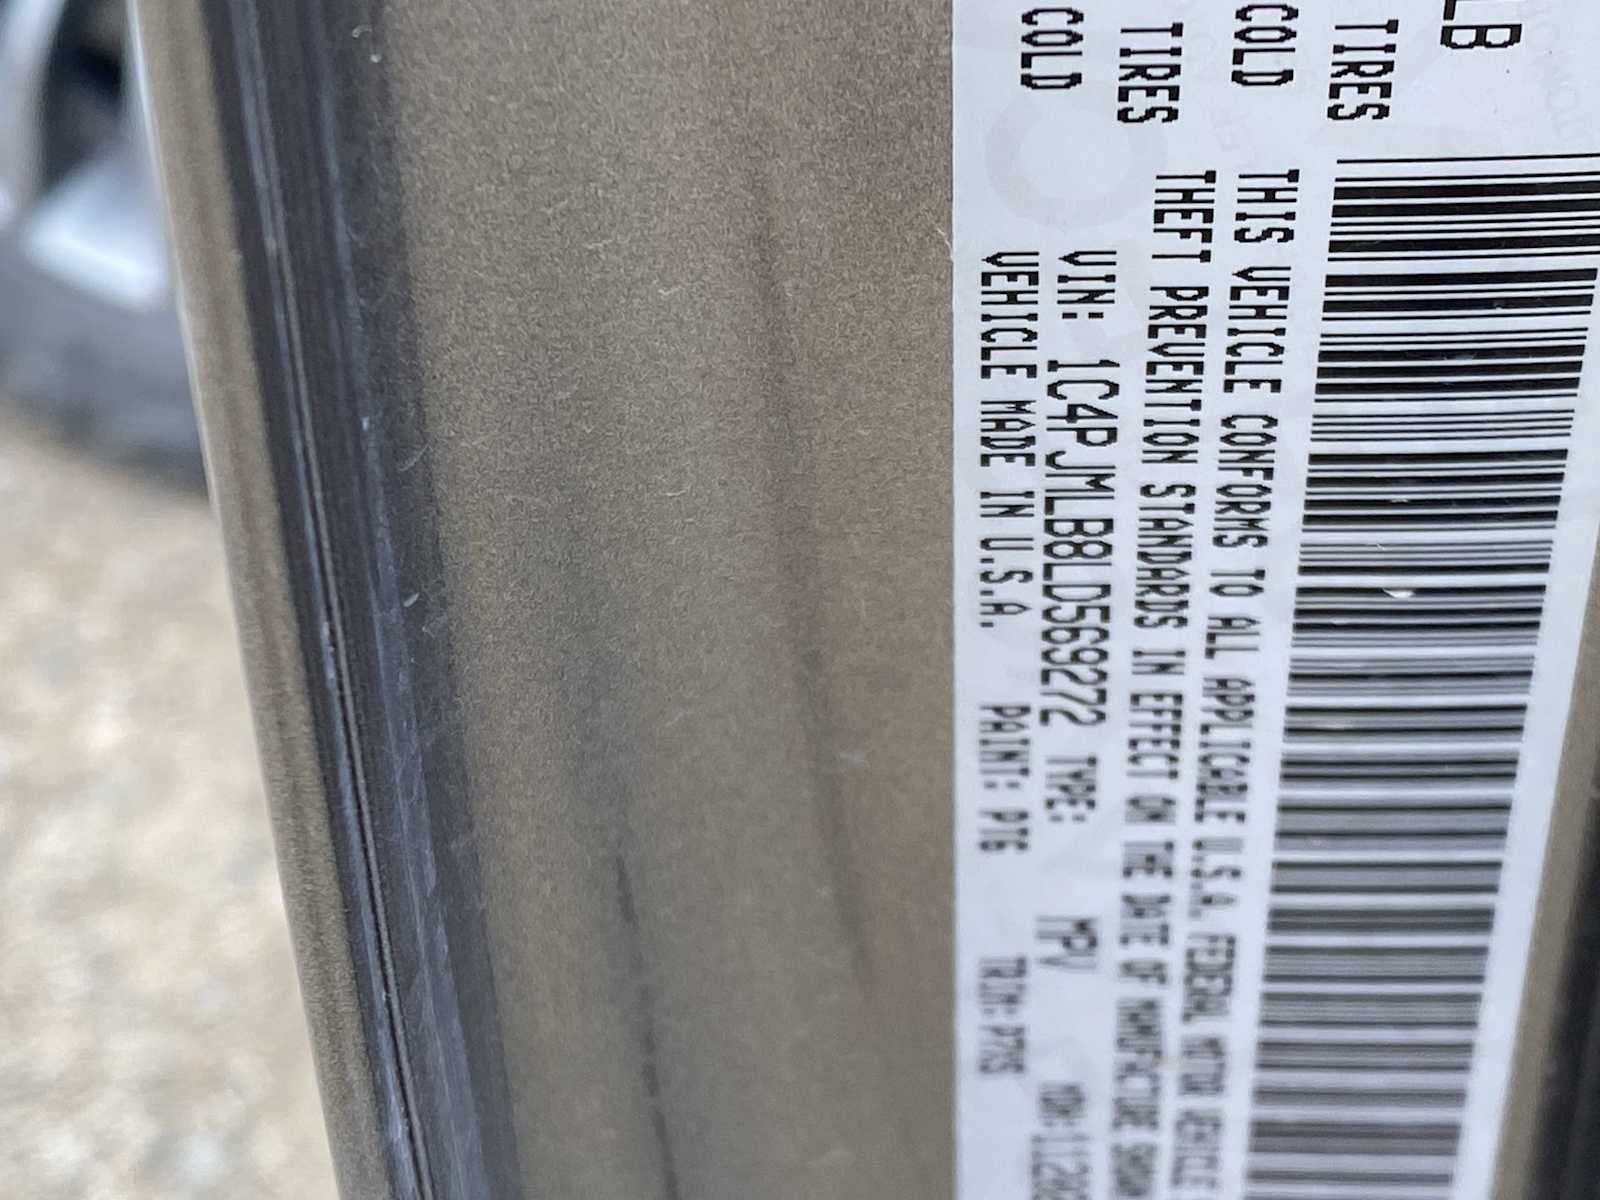 LB
TIRES
COLD
TIRES
COLD
THIS VEHICLE CONFORMS TO ALL APPLICABLE U.S.A. FEDERAL MOTOR VEHICLE
THEFT PREVENTION STANDARDS IN EFFECT ON THE DATE OF MANUFACTURE SHOWN
VIN: 1C4PJMLB8LD569272 TYPE: MPV
VEHICLE MADE IN U.S.A. PAINT: PTG TRIM: